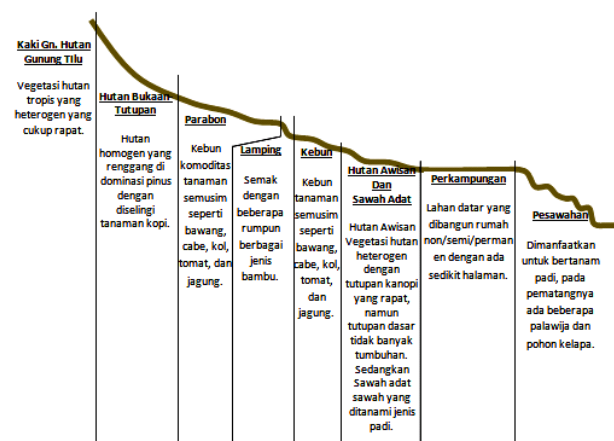 Kaki Gn. Hutan
Gunung TIlu
Vegetasi hutan
tropis yang
heterogen yang
cukup rapat.
Hutan Bukaan
Tutupan
Hutan
homogen yang
renggang di
dominasi pinus
dengan
diselingi
tanaman kopi.
Parabon
Kebun
komoditas
tanaman
semusim
seperti
bawang,
cabe, kol,
tomat, dan
jagung.
Lamping
Semak
dengan
beberapa
rumpun
berbagai
jenis
bambu.
Kebun
Kebun
tanaman
semusim
seperti
bawang,
cabe, kol,
tomat,
dan
jagung.
Hutan Awisan
Dan
Sawah Adat
Hutan Awisan
Vegetasi hutan
heterogen
dengan
tutupan kanopi
yang rapat,
namun
tutupan dasar
tidak banyak
tumbuhan.
Sedangkan
Sawah adat
sawah yang
ditanami jenis
padi.
Perkampungan
Lahan datar yang
dibangun rumah
non/semi/perman
en dengan ada
sedikit halaman.
Pesawahan
Dimanfaatkan
untuk bertanam
padi, pada
pematangnya
ada beberapa
palawija dan
pohon kelapa.